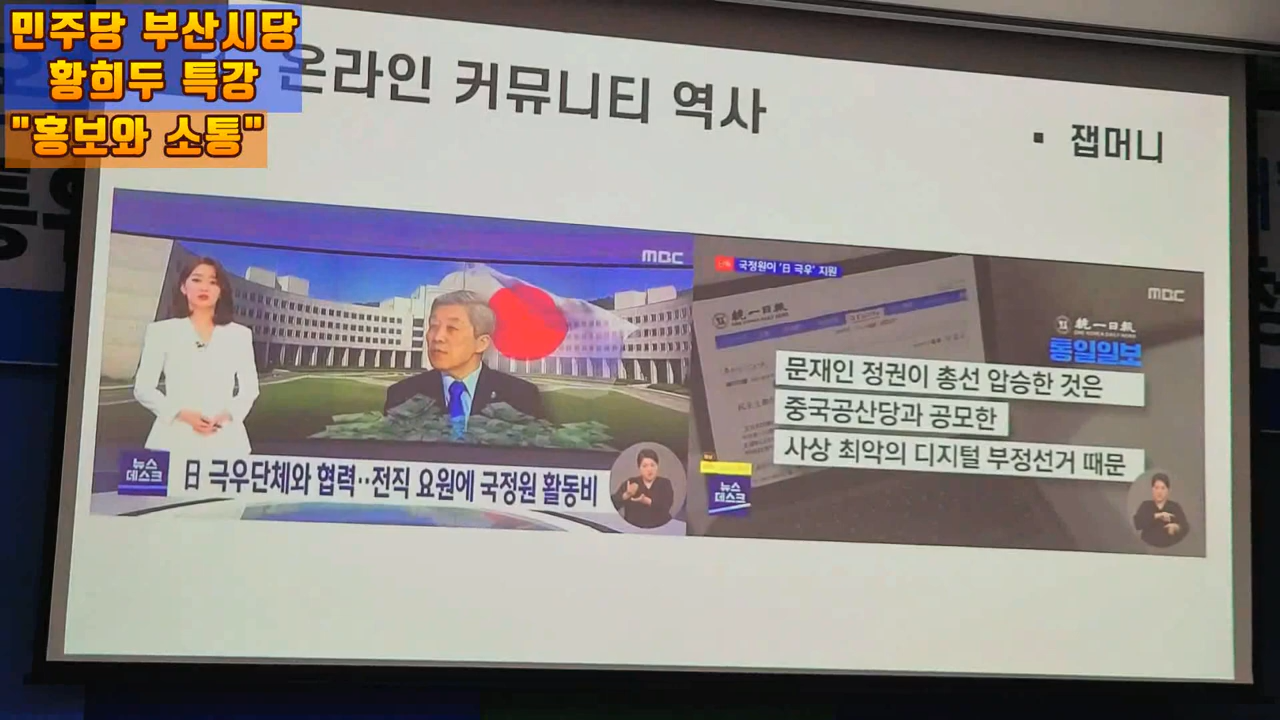 민주당 부산시당
황희두 특강
"홍보와 소통"
온라인 커뮤니티 역사
▪ 잽머니
MBC
뉴스
데스크
日 극우단체와 협력‥전직 요원에 국정원 활동비
국정원이 '日 극우' 지원
MBC
統一日報
統一日報
통일일보
문재인 정권이 총선 압승한 것은
중국공산당과 공모한
사상 최악의 디지털 부정선거 때문
뉴스
데스크